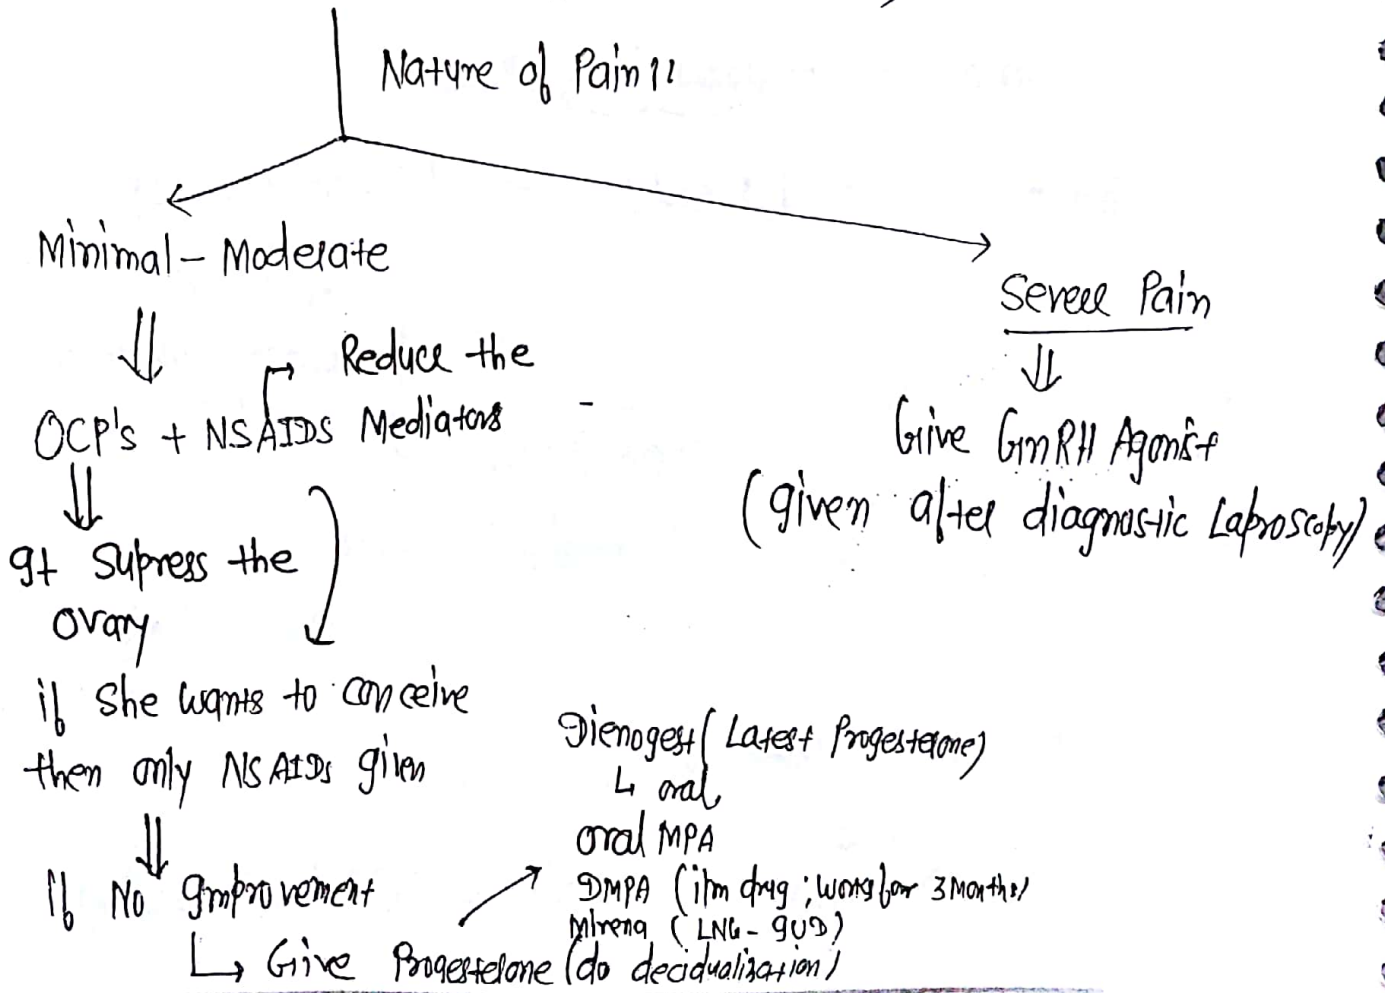 Nature of Pain !!
Minimal - Moderate
Severe Pain
Reduce the
OCP's + NSAIDS Mediators
Give GnRH Agonist
(given after diagnostic Laproscopy)
It Supress the
ovary
if She wants to conceive
then only NSAIDs given
Dienogest (Latest Progesterone)
↳ oral
oral MPA
If No Improvement
DMPA (i/m drug ; works for 3 Months)
Mirena (LNG - IUD)
↳ Give Progesterone (do decidualisation)